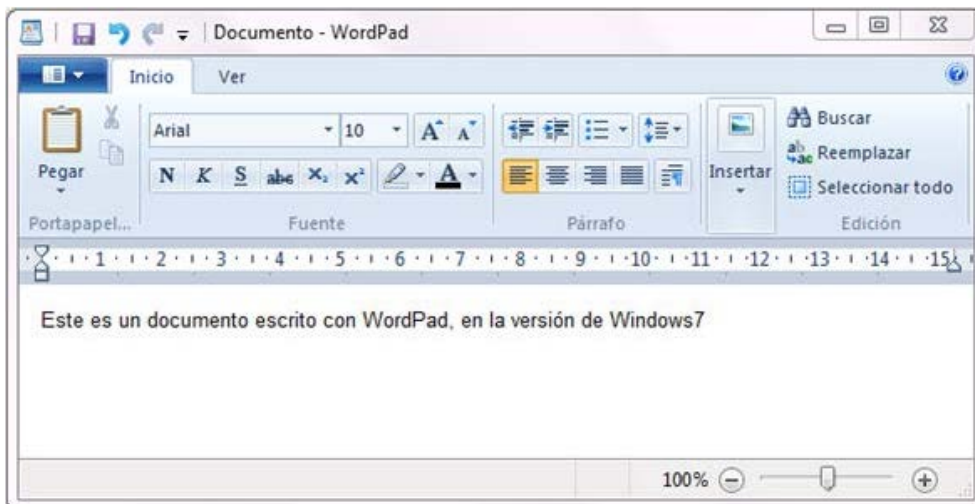 Documento - WordPad
Inicio Ver
Pegar
Portapapel...
Arial 10 A A
N K S abc X₂ X²  A
Fuente
Párrafo
Insertar
Buscar
Reemplazar
Seleccionar todo
Edición
1 2 3 4 5 6 7 8 9 10 11 12 13 14 15
Este es un documento escrito con WordPad, en la versión de Windows7
100%